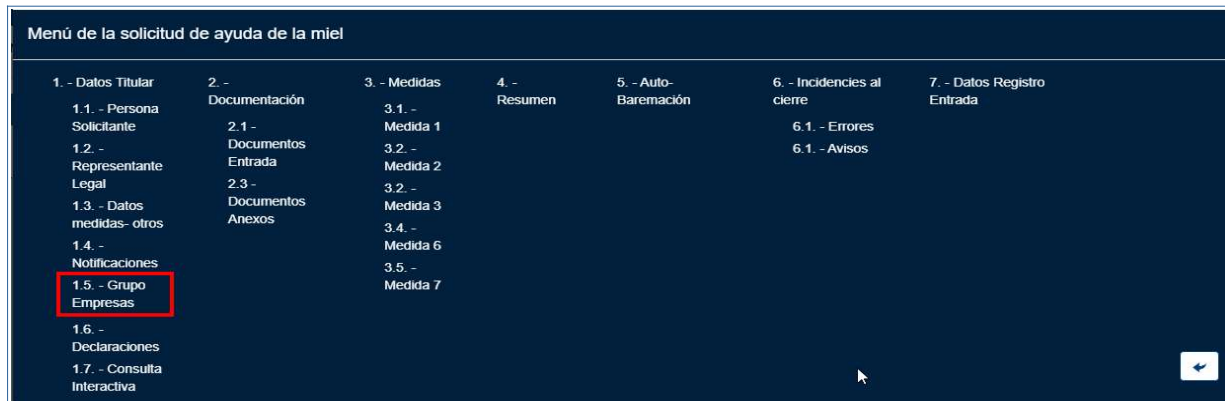 Menú de la solicitud de ayuda de la miel
1. - Datos Titular
1.1. - Persona
Solicitante
1.2. -
Representante
Legal
1.3. - Datos
medidas- otros
1.4. -
Notificaciones
1.5. - Grupo
Empresas
1.6. -
Declaraciones
1.7. - Consulta
Interactiva
2. -
Documentación
2.1 -
Documentos
Entrada
2.3 -
Documentos
Anexos
3. - Medidas
3.1. -
Medida 1
3.2. -
Medida 2
3.2. -
Medida 3
3.4. -
Medida 6
3.5. -
Medida 7
4. -
Resumen
5. - Auto-
Baremación
6. - Incidencies al
cierre
6.1. - Errores
6.1. - Avisos
7. - Datos Registro
Entrada